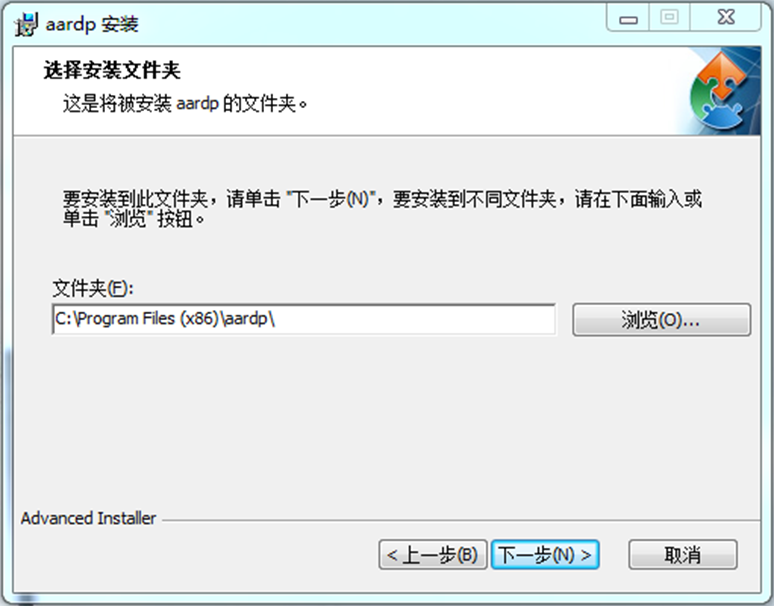 aardp 安装
选择安装文件夹
这是将被安装 aardp 的文件夹。
要安装到此文件夹，请单击 "下一步(N)"，要安装到不同文件夹，请在下面输入或
单击 "浏览" 按钮。
文件夹(F):
C:\Program Files (x86)\aardp\
浏览(O)...
Advanced Installer
< 上一步(B)
下一步(N) >
取消